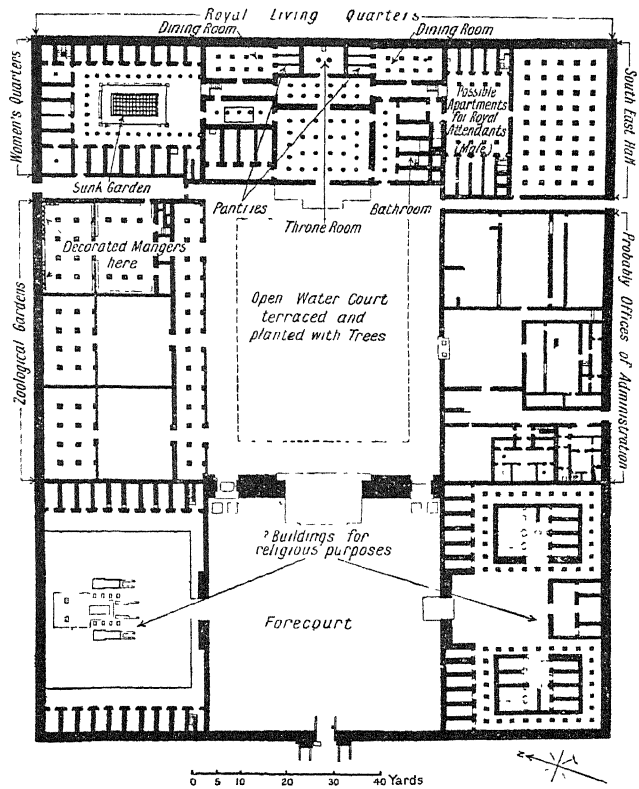 Royal Living Quarters
Dining Room
Dining Room
Women's Quarters
South East Hall
Possible
Apartments
for Royal
Attendants
(Male)
Sunk Garden
Pantries
Throne Room
Bathroom
Decorated Mangers
here
Zoological Gardens
Open Water Court
terraced and
planted with Trees
Probably Offices of Administration
? Buildings for
religious purposes
Forecourt
0 5 10 20 30 40 Yards
N